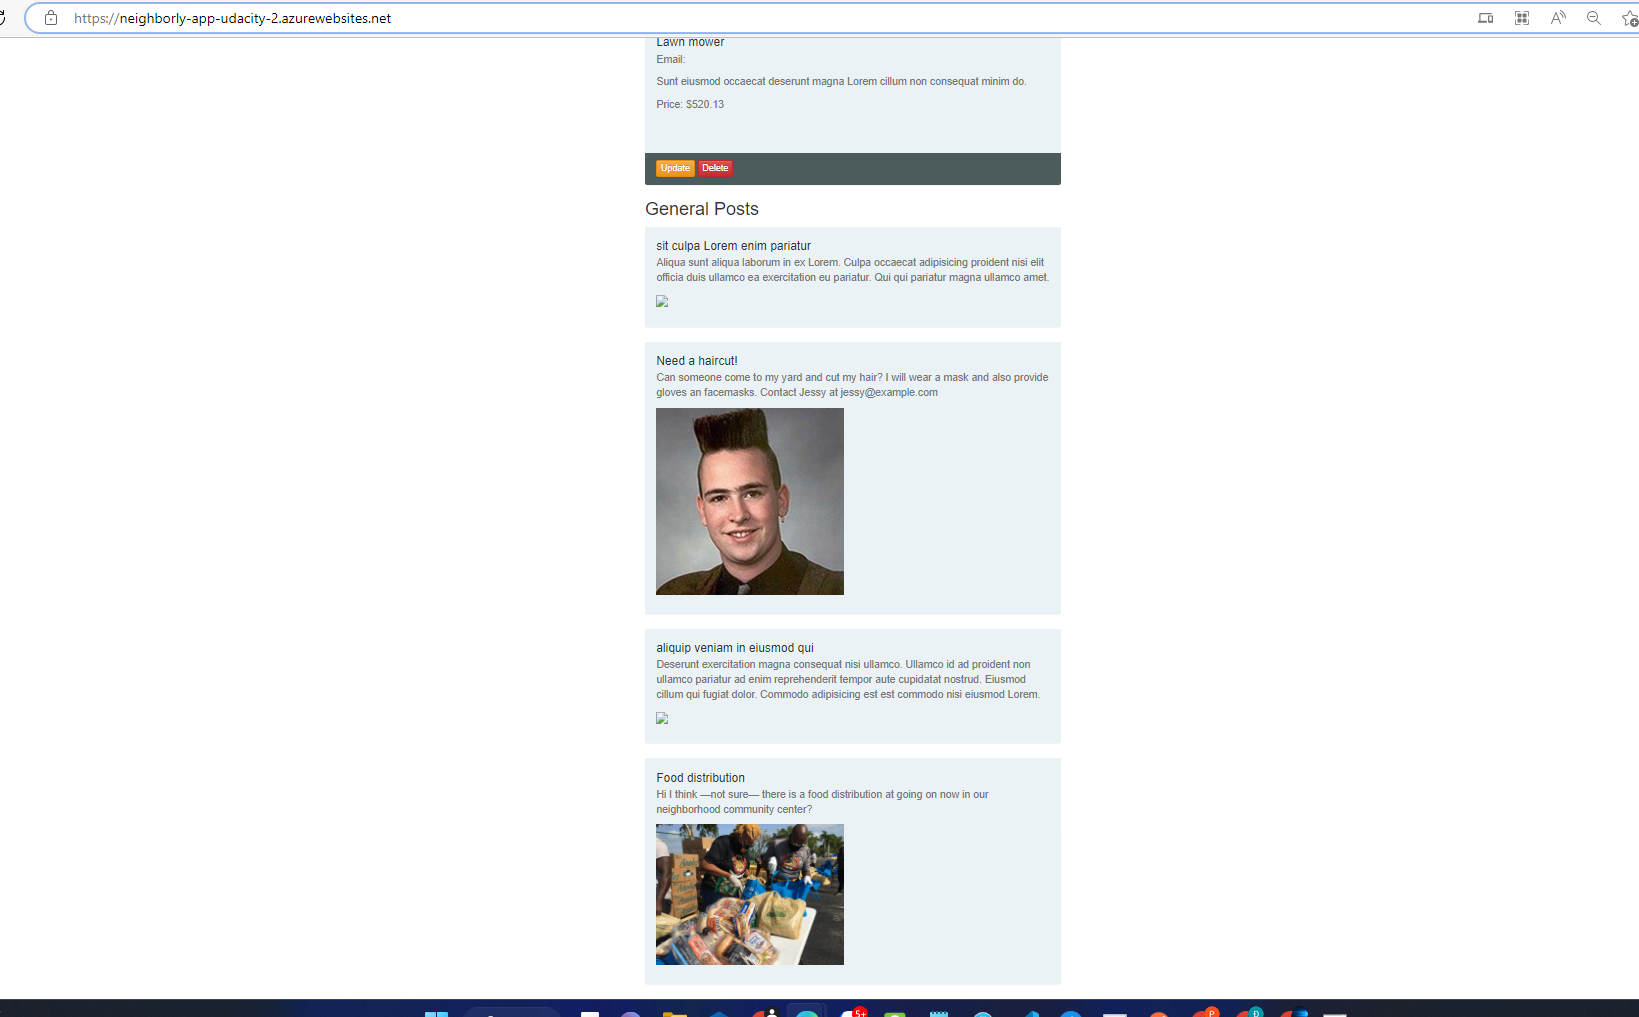 https://neighborly-app-udacity-2.azurewebsites.net
Lawn mower
Email:
Sunt eiusmod occaecat deserunt magna Lorem cillum non consequat minim do.
Price: $520.13
Update Delete
General Posts
sit culpa Lorem enim pariatur
Aliqua sunt aliqua laborum in ex Lorem. Culpa occaecat adipisicing proident nisi elit
officia duis ullamco ea exercitation eu pariatur. Qui qui pariatur magna ullamco amet.
Need a haircut!
Can someone come to my yard and cut my hair? I will wear a mask and also provide
gloves an facemasks. Contact Jessy at jessy@example.com
aliquip veniam in eiusmod qui
Deserunt exercitation magna consequat nisi ullamco. Ullamco id ad proident non
ullamco pariatur ad enim reprehenderit tempor aute cupidatat nostrud. Eiusmod
cillum qui fugiat dolor. Commodo adipisicing est est commodo nisi eiusmod Lorem.
Food distribution
Hi I think —not sure— there is a food distribution at going on now in our
neighborhood community center?
5+ P D